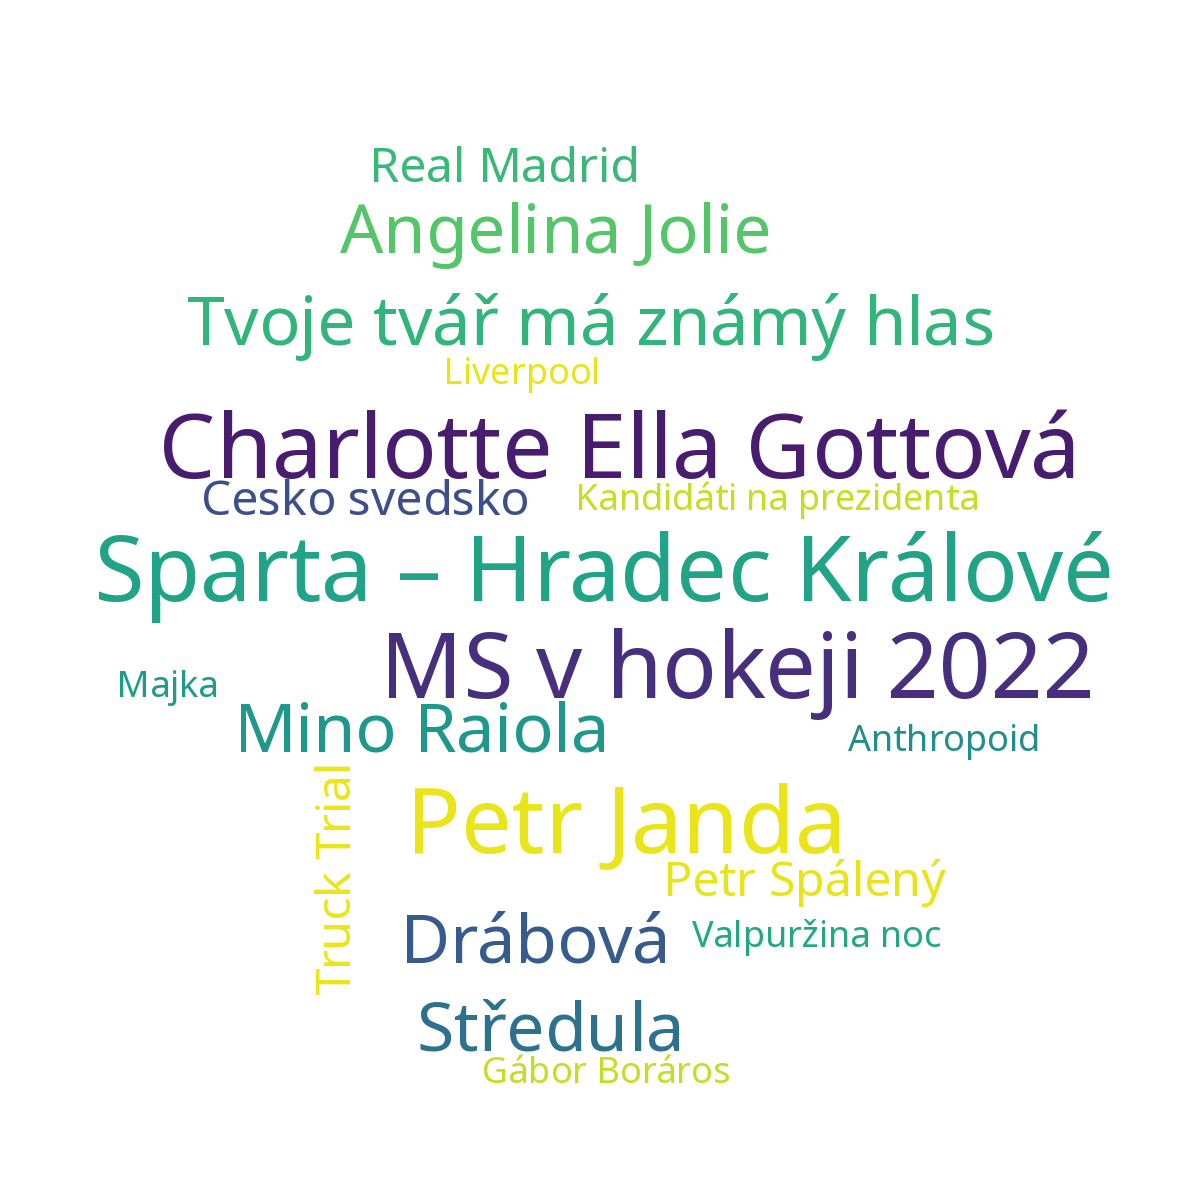 Real Madrid
Angelina Jolie
Tvoje tvář má známý hlas
Liverpool
Charlotte Ella Gottová
Cesko svedsko
Kandidáti na prezidenta
Sparta – Hradec Králové
MS v hokeji 2022
Majka
Mino Raiola
Anthropoid
Truck Trial
Petr Janda
Petr Spálený
Drábová
Valpuržina noc
Středula
Gábor Boráros